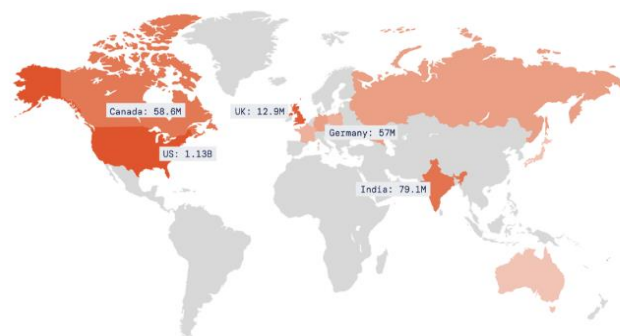 Canada: 58.6M
UK: 12.9M
Germany: 57M
US: 1.13B
India: 79.1M